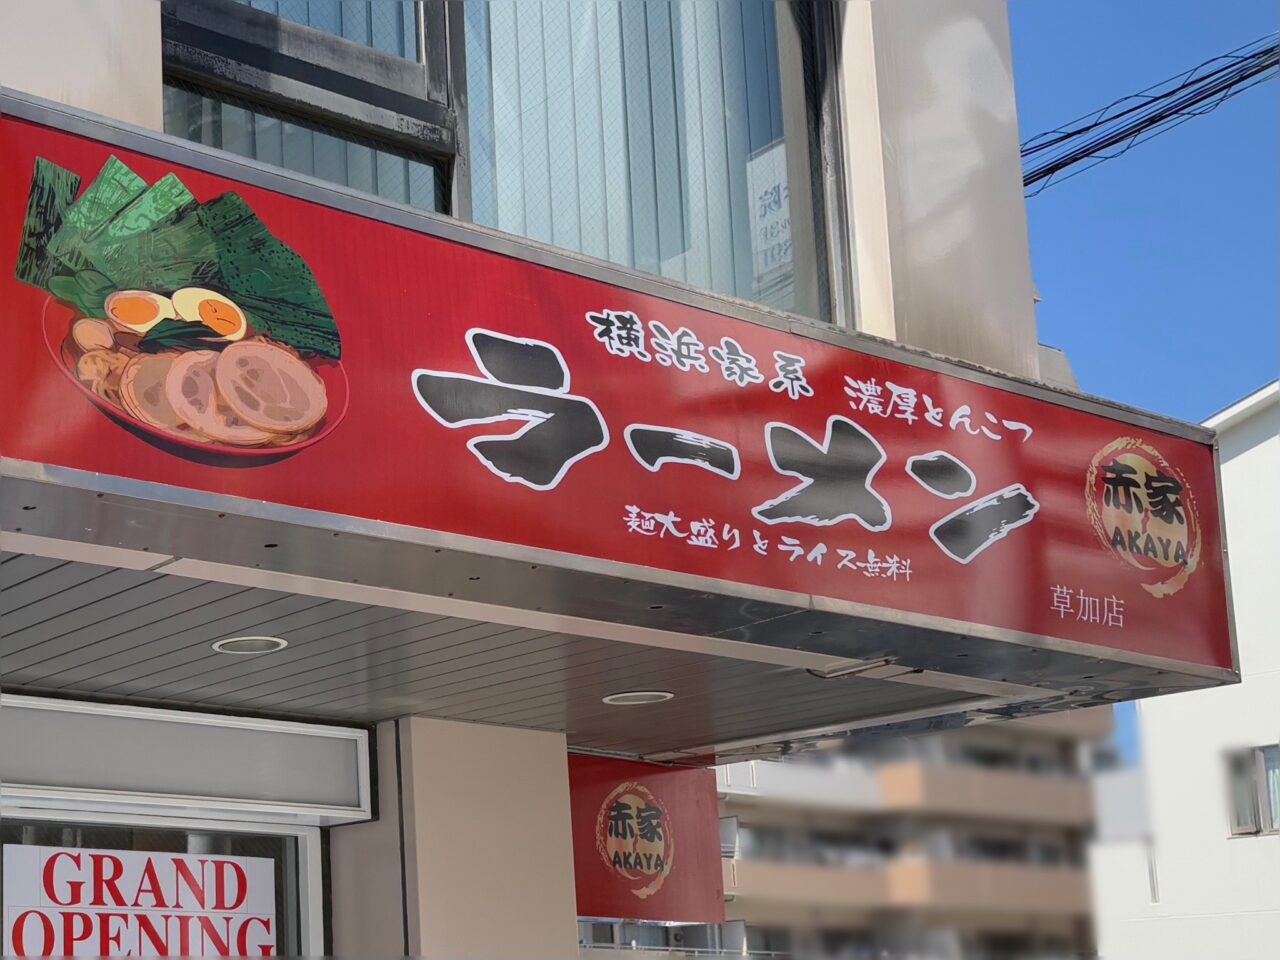 横浜家系
濃厚とんこつ
ラーメン
麺大盛りとライス無料
赤家
AKAYA
草加店
赤家
AKAYA
GRAND
OPENING
院